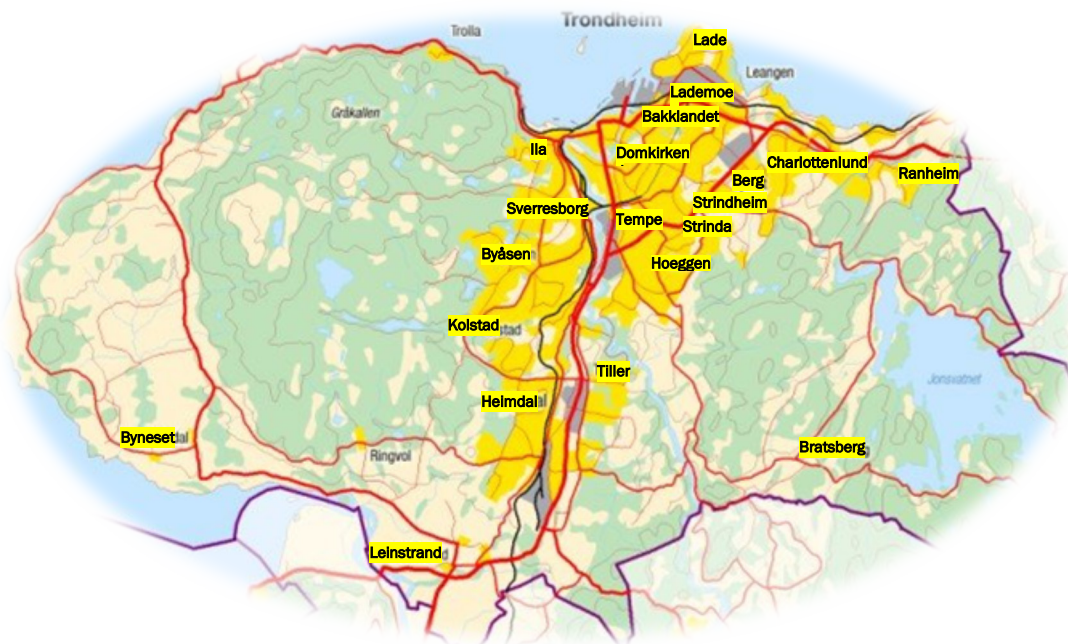 Trondheim
Trolla
Lade
Leangen
Lademoe
Gråkallen
Bakklandet
Ila
Domkirken
Charlottenlund
Ranheim
Berg
Strindheim
Sverresborg
Tempe
Strinda
Byåsen
Hoeggen
Kolstad
Tiller
Jonsvatnet
Heimdal
Byneset
Bratsberg
Ringvol
Leinstrand